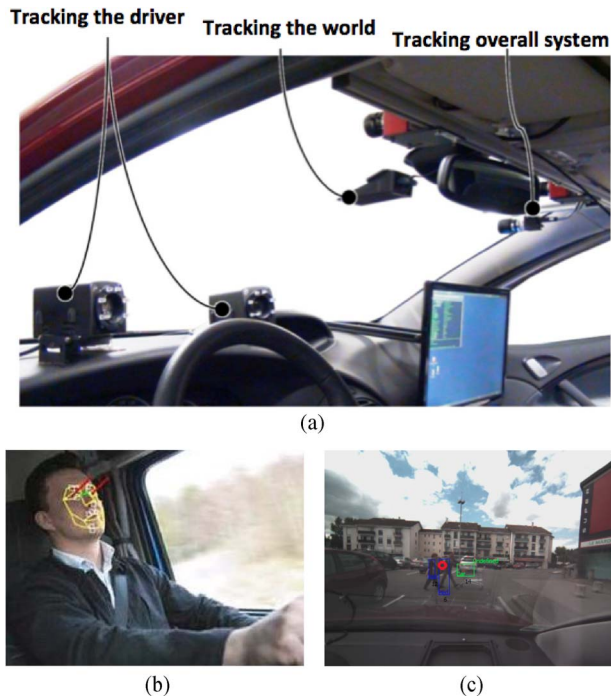 Tracking the driver
Tracking the world
Tracking overall system
(a)
(b)
(c)